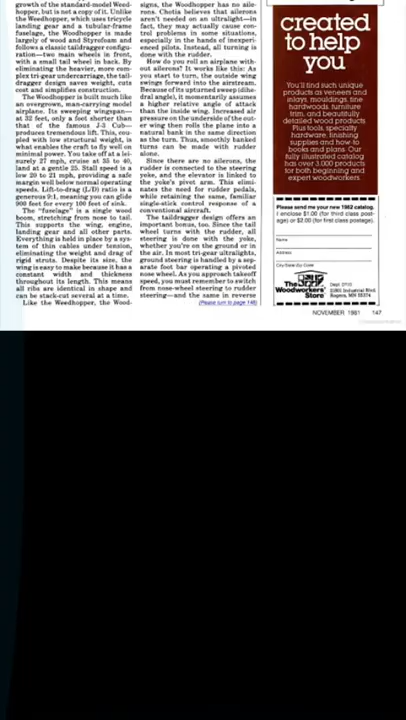 growth of the standard-model Weed-
hopper, but is not a copy of it. Unlike
the Weedhopper, which uses tricycle
landing gear and a tubular-frame
fuselage, the Woodhopper is made
largely of wood and Styrofoam and
follows a classic taildragger configu-
ration—two main wheels in front,
with a small tail wheel in back. By
eliminating the heavier, more com-
plex tri-gear undercarriage, the tail-
dragger design saves weight, cuts
cost and simplifies construction.
The Woodhopper is built much like
an overgrown, man-carrying model
airplane. Its sweeping wingspan—
at 32 feet, only a foot shorter than
that of the famous J-3 Cub—
produces tremendous lift. This, cou-
pled with low structural weight, is
what enables the craft to fly well on
minimal power. You take off at a lei-
surely 27 mph, cruise at 35 to 40,
land at a gentle 25. Stall speed is a
low 20 to 21 mph, providing a safe
margin well below normal operating
speeds. Lift-to-drag (L-D) ratio is a
generous 9:1, meaning you can glide
900 feet for every 100 feet of sink.
The "fuselage" is a single wood
boom, stretching from nose to tail.
This supports the wing, engine,
landing gear and all other parts.
Everything is held in place by a sys-
tem of thin cables under tension,
eliminating the weight and drag of
rigid struts. Despite its size, the
wing is easy to make because it has a
constant width and thickness
throughout its length. This means
all ribs are identical in shape and
can be stack-cut several at a time.
Like the Weedhopper, the Wood-
signs, the Woodhopper has no aile-
rons. Chotia believes that ailerons
aren't needed on an ultralight—in
fact, they may actually cause con-
trol problems in some situations,
especially in the hands of inexperi-
enced pilots. Instead, all turning is
done with the rudder.
How do you roll an airplane with-
out ailerons? It works like this: As
you start to turn, the outside wing
swings forward into the airstream.
Because of its upturned sweep (dihe-
dral angle), it momentarily assumes
a higher relative angle of attack
than the inner wing. Increased air
pressure on the underside of the out-
er wing then rolls the plane into a
natural bank in the same direction
as the turn. Thus, smoothly banked
turns can be made with rudder
alone.
Since there are no ailerons, the
rudder is connected to the steering
yoke, and the elevator is linked to
the yoke's pivot arm. This elimi-
nates the need for rudder pedals,
while retaining the same, familiar
single-stick control response of a
conventional aircraft.
The taildragger design offers an
important bonus, too. Since the tail
wheel turns with the rudder, all
steering is done with the yoke,
whether you're on the ground or in
the air. In most tri-gear ultralights,
ground steering is handled by a sep-
arate foot bar operating a pivoted
nose wheel. As you approach takeoff
speed, you must remember to switch
from nose-wheel steering to rudder
steering—and the same in reverse
(Please turn to page 148)
created
to help
you
You'll find such unique
products as veneers and
inlays, mouldings, fine
hardwoods, furniture
trim, and beautifully
detailed wood products.
Plus tools, specialty
hardware, finishing
supplies and how-to
books and plans. Our
fully illustrated catalog
has over 3,000 products
for both beginning and
expert woodworkers.
Please send me your new 1982 catalog.
I enclose $1.00 (for third class post-
age) or $2.00 (for first class postage).
Name
Address
City/State/Zip Code
The
Woodworkers'
Store
Industrial Blvd.
Rogers, MN 55374
NOVEMBER 1981 147